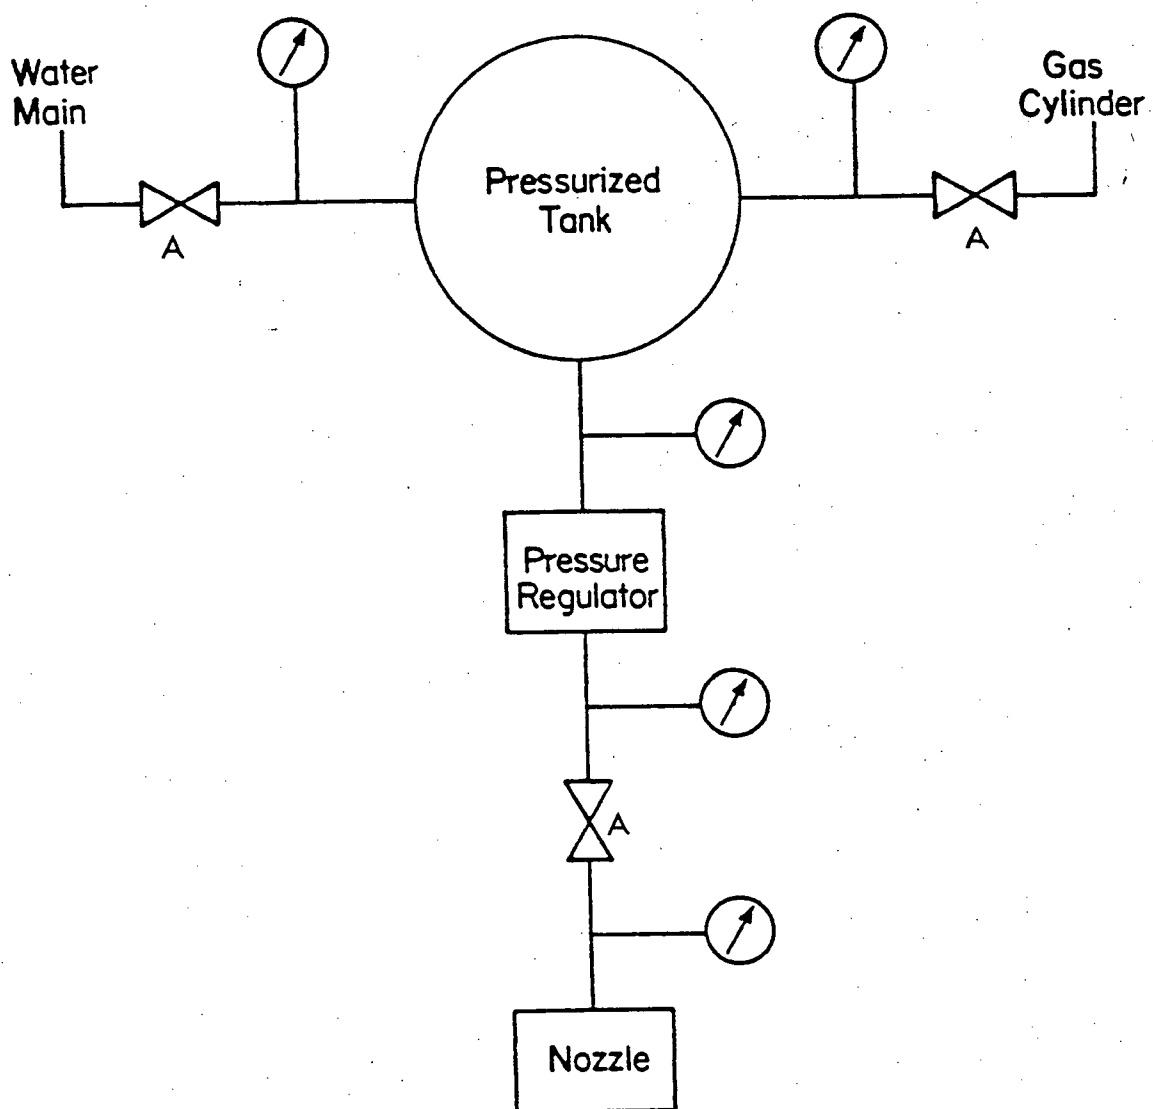 Water
Main
Gas
Cylinder
Pressurized
Tank
A
A
Pressure
Regulator
A
Nozzle